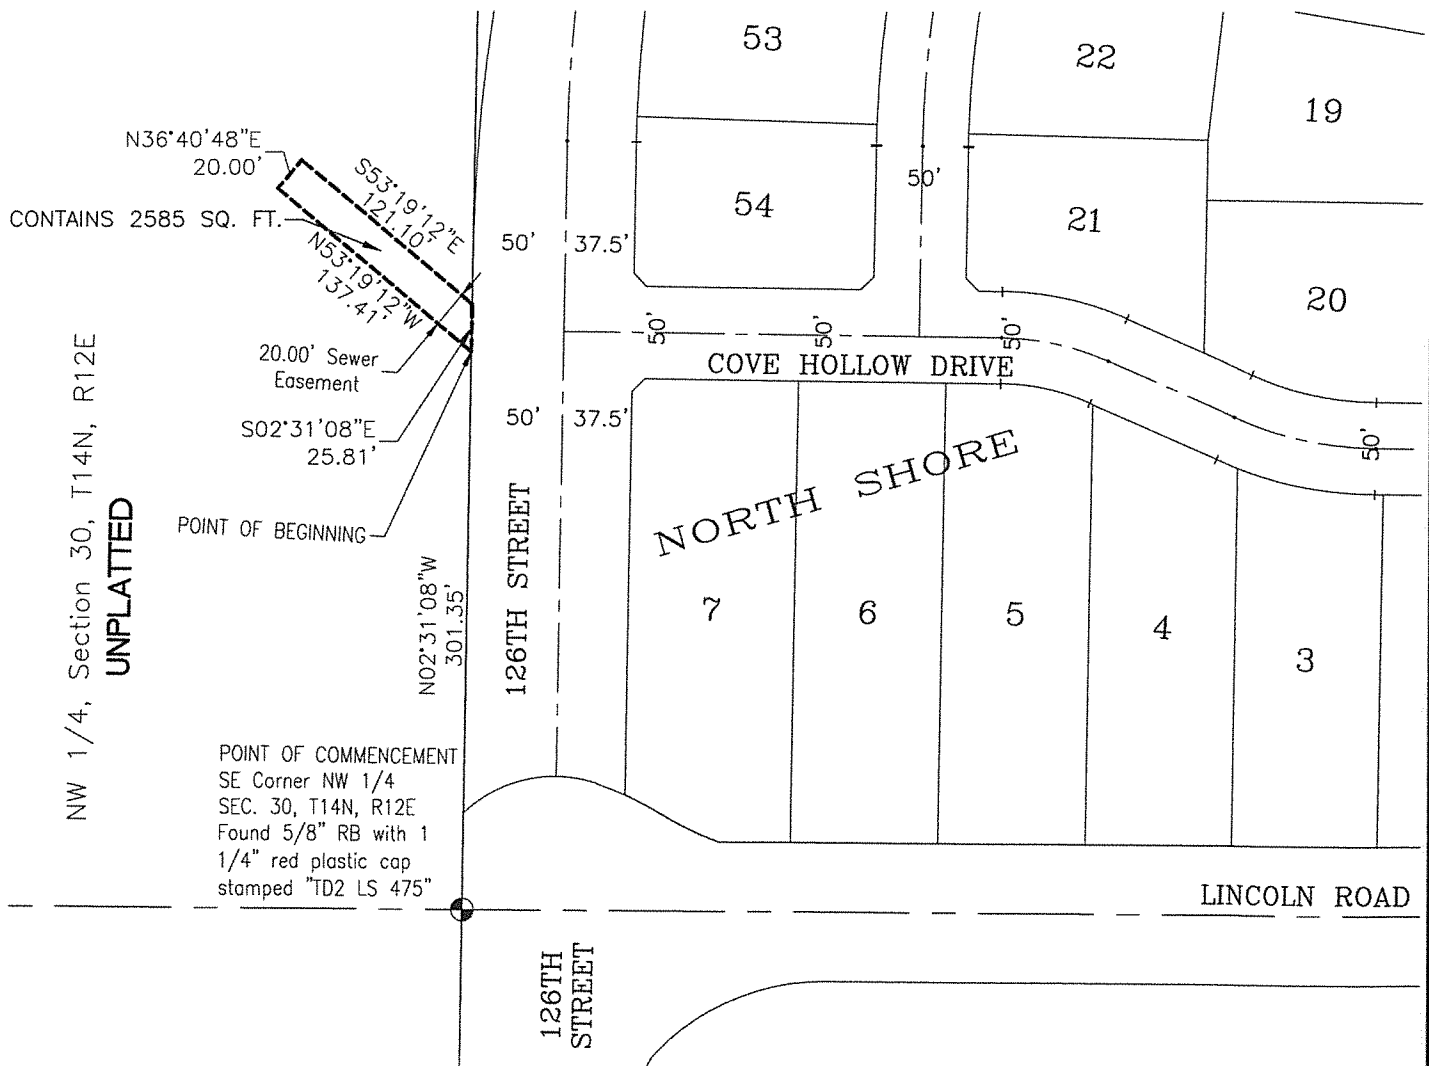 53
22
19
N36°40'48"E
20.00'
S53°19'12"E
121.10'
50'
54
21
CONTAINS 2585 SQ. FT.
N53°19'12"W
137.41'
50'
37.5'
20
20.00' Sewer
Easement
50'
50'
50'
COVE HOLLOW DRIVE
S02°31'08"E
25.81'
50'
37.5'
50'
NORTH SHORE
POINT OF BEGINNING
NW 1/4, Section 30, T14N, R12E
UNPLATTED
N02°31'08"W
301.35'
126TH STREET
7
6
5
4
3
POINT OF COMMENCEMENT
SE Corner NW 1/4
SEC. 30, T14N, R12E
Found 5/8" RB with 1
1/4" red plastic cap
stamped "TD2 LS 475"
LINCOLN ROAD
126TH
STREET